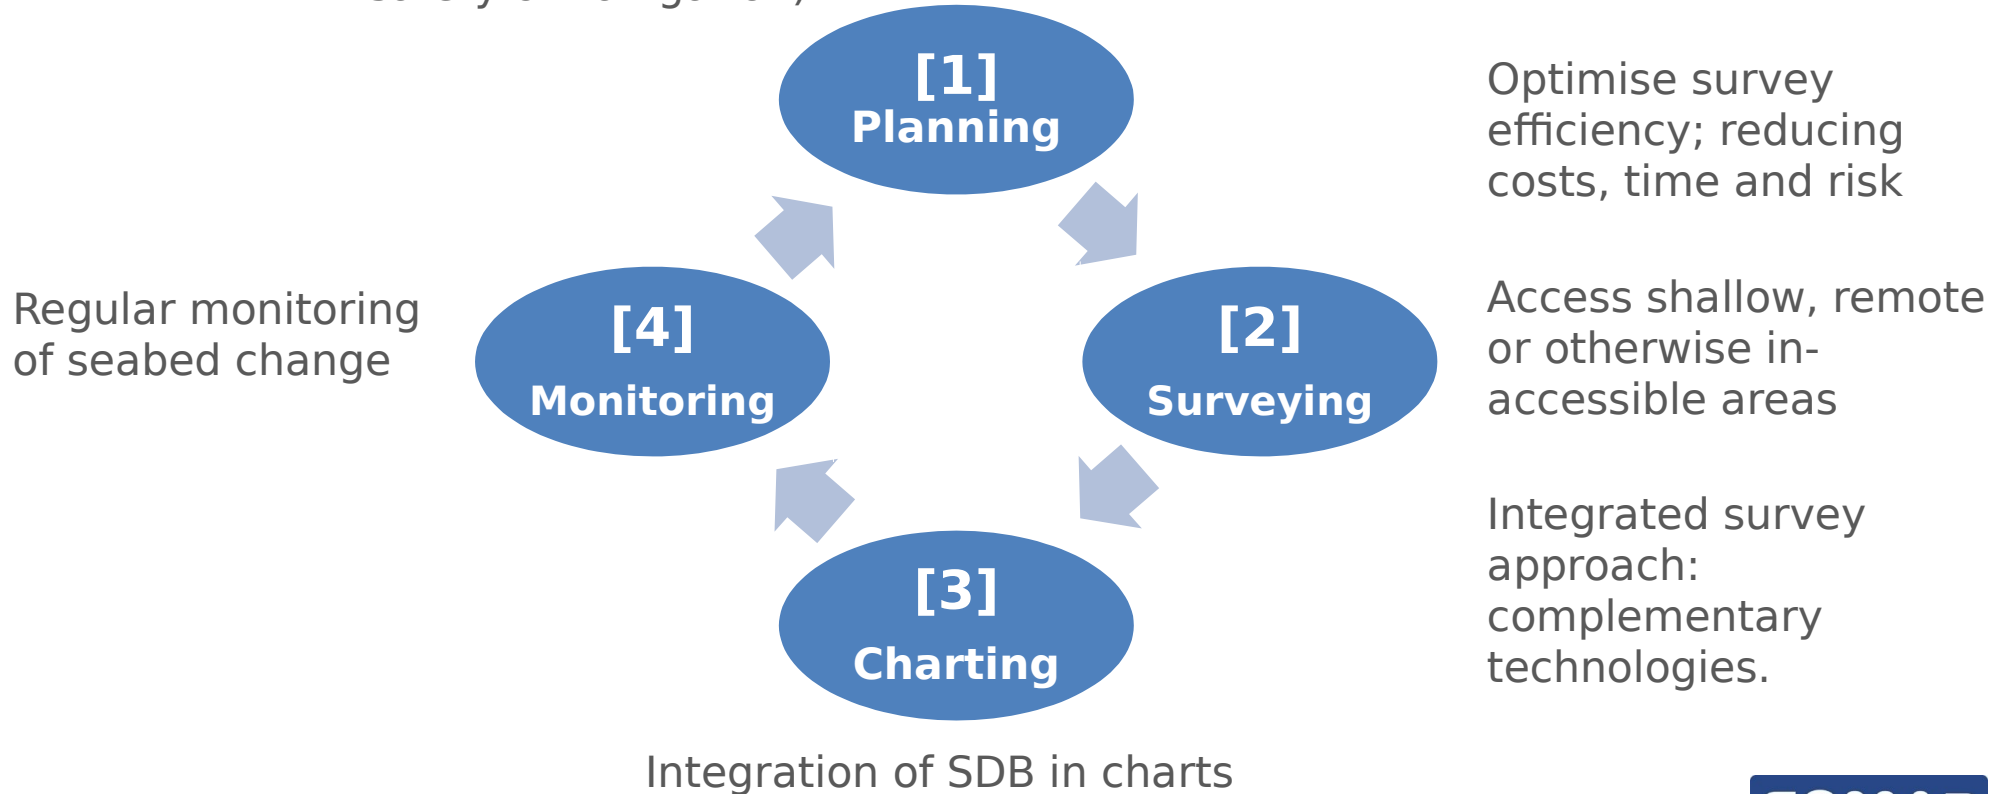 [1]
Planning
Optimise survey
efficiency; reducing
costs, time and risk
Regular monitoring
of seabed change
[4]
Monitoring
[2]
Surveying
Access shallow, remote
or otherwise in-
accessible areas
Integrated survey
approach:
complementary
technologies.
[3]
Charting
Integration of SDB in charts